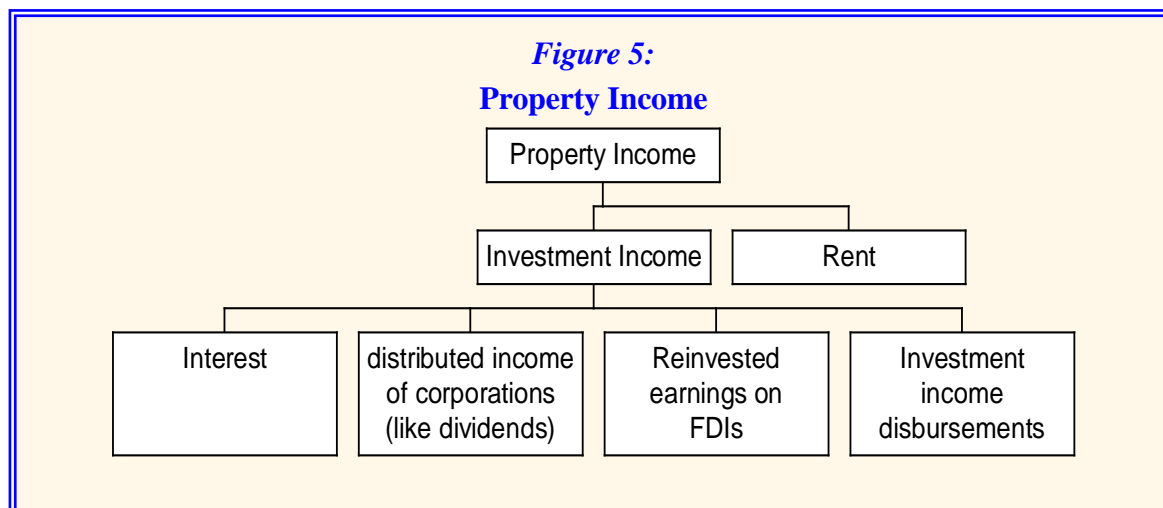 Figure 5:
Property Income
Property Income
Investment Income
Rent
Interest
distributed income
of corporations
(like dividends)
Reinvested
earnings on
FDIs
Investment
income
disbursements